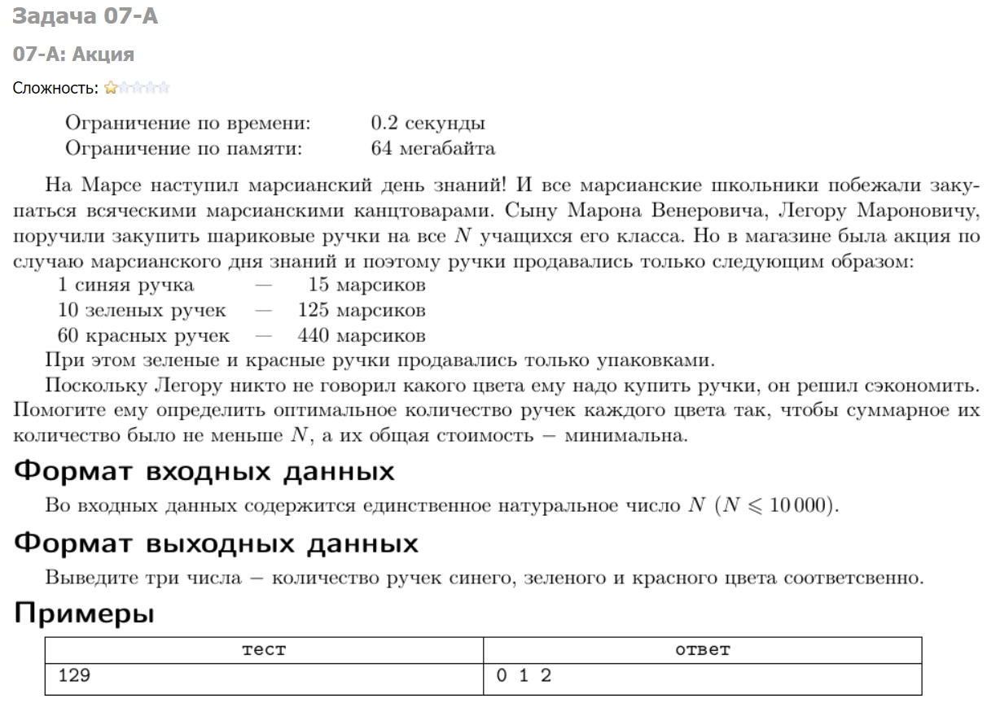 Задача 07-A
07-A: Акция
Сложность:
Ограничение по времени: 0.2 секунды
Ограничение по памяти: 64 мегабайта
На Марсе наступил марсианский день знаний! И все марсианские школьники побежали заку-
паться всяческими марсианскими канцтоварами. Сыну Марона Венеровича, Легору Мароновичу,
поручили закупить шариковые ручки на все N учащихся его класса. Но в магазине была акция по
случаю марсианского дня знаний и поэтому ручки продавались только следующим образом:
1 синяя ручка — 15 марсиков
10 зеленых ручек — 125 марсиков
60 красных ручек — 440 марсиков
При этом зеленые и красные ручки продавались только упаковками.
Поскольку Легору никто не говорил какого цвета ему надо купить ручки, он решил сэкономить.
Помогите ему определить оптимальное количество ручек каждого цвета так, чтобы суммарное их
количество было не меньше N, а их общая стоимость – минимальна.
Формат входных данных
Во входных данных содержится единственное натуральное число N (N ⩽ 10 000).
Формат выходных данных
Выведите три числа – количество ручек синего, зеленого и красного цвета соответсвенно.
Примеры
тест ответ
129 0 1 2